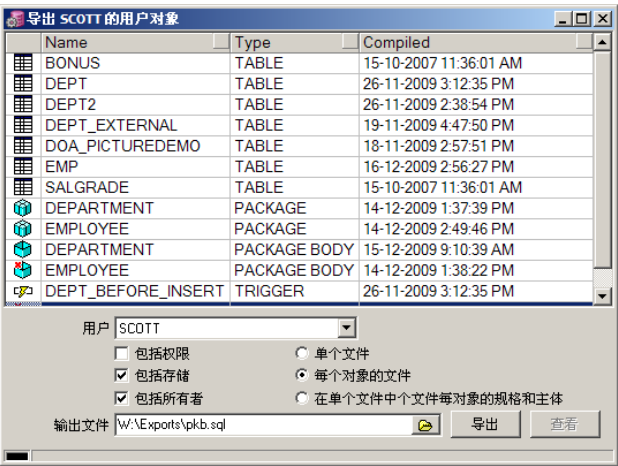 导出 SCOTT 的用户对象
Name Type Compiled
BONUS TABLE 15-10-2007 11:36:01 AM
DEPT TABLE 26-11-2009 3:12:35 PM
DEPT2 TABLE 26-11-2009 2:38:54 PM
DEPT_EXTERNAL TABLE 19-11-2009 4:47:50 PM
DOA_PICTUREDEMO TABLE 18-11-2009 2:57:51 PM
EMP TABLE 16-12-2009 2:56:27 PM
SALGRADE TABLE 15-10-2007 11:36:01 AM
DEPARTMENT PACKAGE 14-12-2009 1:37:39 PM
EMPLOYEE PACKAGE 14-12-2009 2:49:46 PM
DEPARTMENT PACKAGE BODY 15-12-2009 9:10:39 AM
EMPLOYEE PACKAGE BODY 14-12-2009 1:38:22 PM
DEPT_BEFORE_INSERT TRIGGER 26-11-2009 3:12:35 PM
用户 SCOTT
包括权限 单个文件
包括存储 每个对象的文件
包括所有者 在单个文件中个文件每对象的规格和主体
输出文件 W:\Exports\pkb.sql 导出 查看